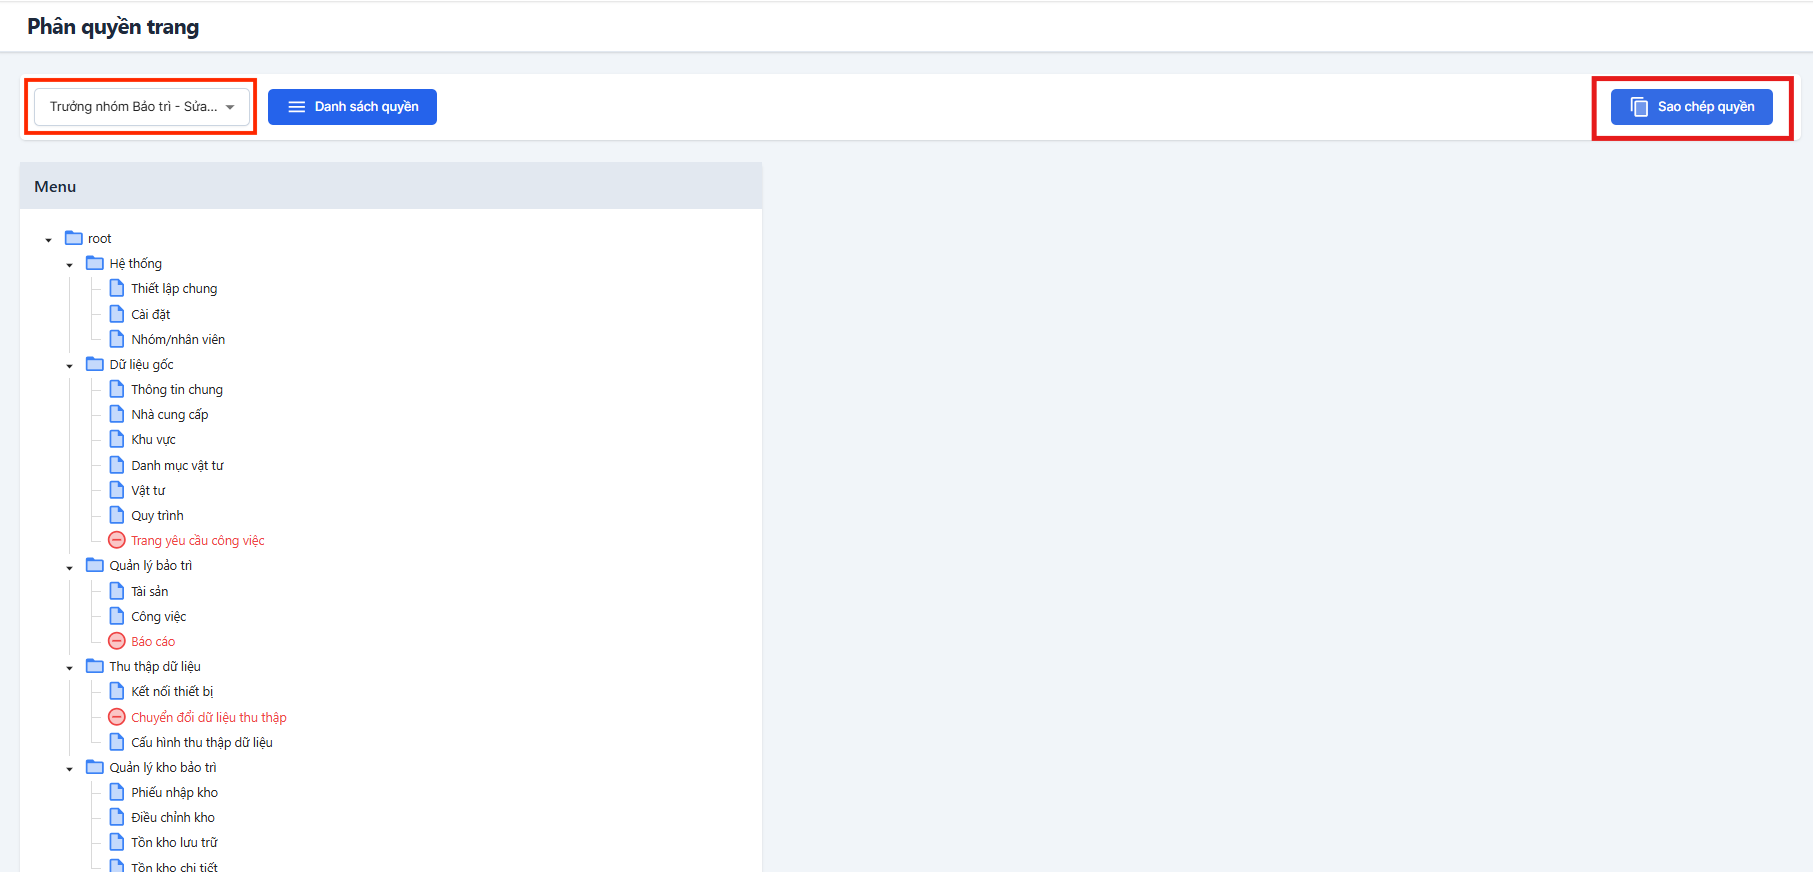 Phân quyền trang
Trưởng nhóm Bảo trì - Sửa...
Danh sách quyền
Sao chép quyền
Menu
root
Hệ thống
Thiết lập chung
Cài đặt
Nhóm/nhân viên
Dữ liệu gốc
Thông tin chung
Nhà cung cấp
Khu vực
Danh mục vật tư
Vật tư
Quy trình
Trang yêu cầu công việc
Quản lý bảo trì
Tài sản
Công việc
Báo cáo
Thu thập dữ liệu
Kết nối thiết bị
Chuyển đổi dữ liệu thu thập
Cấu hình thu thập dữ liệu
Quản lý kho bảo trì
Phiếu nhập kho
Điều chỉnh kho
Tồn kho lưu trữ
Tồn kho chi tiết